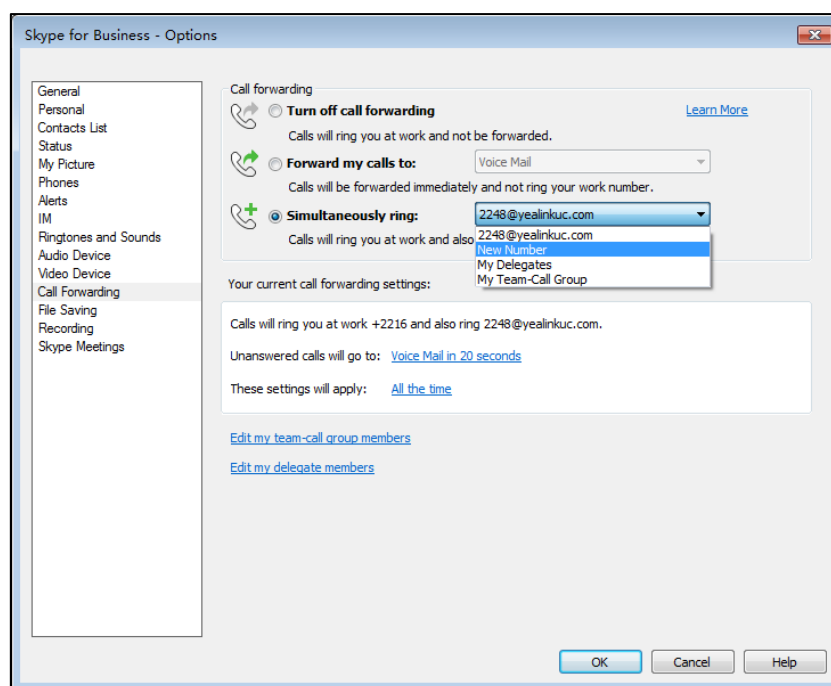 Skype for Business - Options
General
Personal
Contacts List
Status
My Picture
Phones
Alerts
IM
Ringtones and Sounds
Audio Device
Video Device
Call Forwarding
File Saving
Recording
Skype Meetings
Call forwarding
Turn off call forwarding
Learn More
Calls will ring you at work and not be forwarded.
Forward my calls to:
Voice Mail
Calls will be forwarded immediately and not ring your work number.
Simultaneously ring:
2248@yealinkuc.com
Calls will ring you at work and also
2248@yealinkuc.com
New Number
My Delegates
My Team-Call Group
Your current call forwarding settings:
Calls will ring you at work +2216 and also ring 2248@yealinkuc.com.
Unanswered calls will go to: Voice Mail in 20 seconds
These settings will apply: All the time
Edit my team-call group members
Edit my delegate members
OK
Cancel
Help